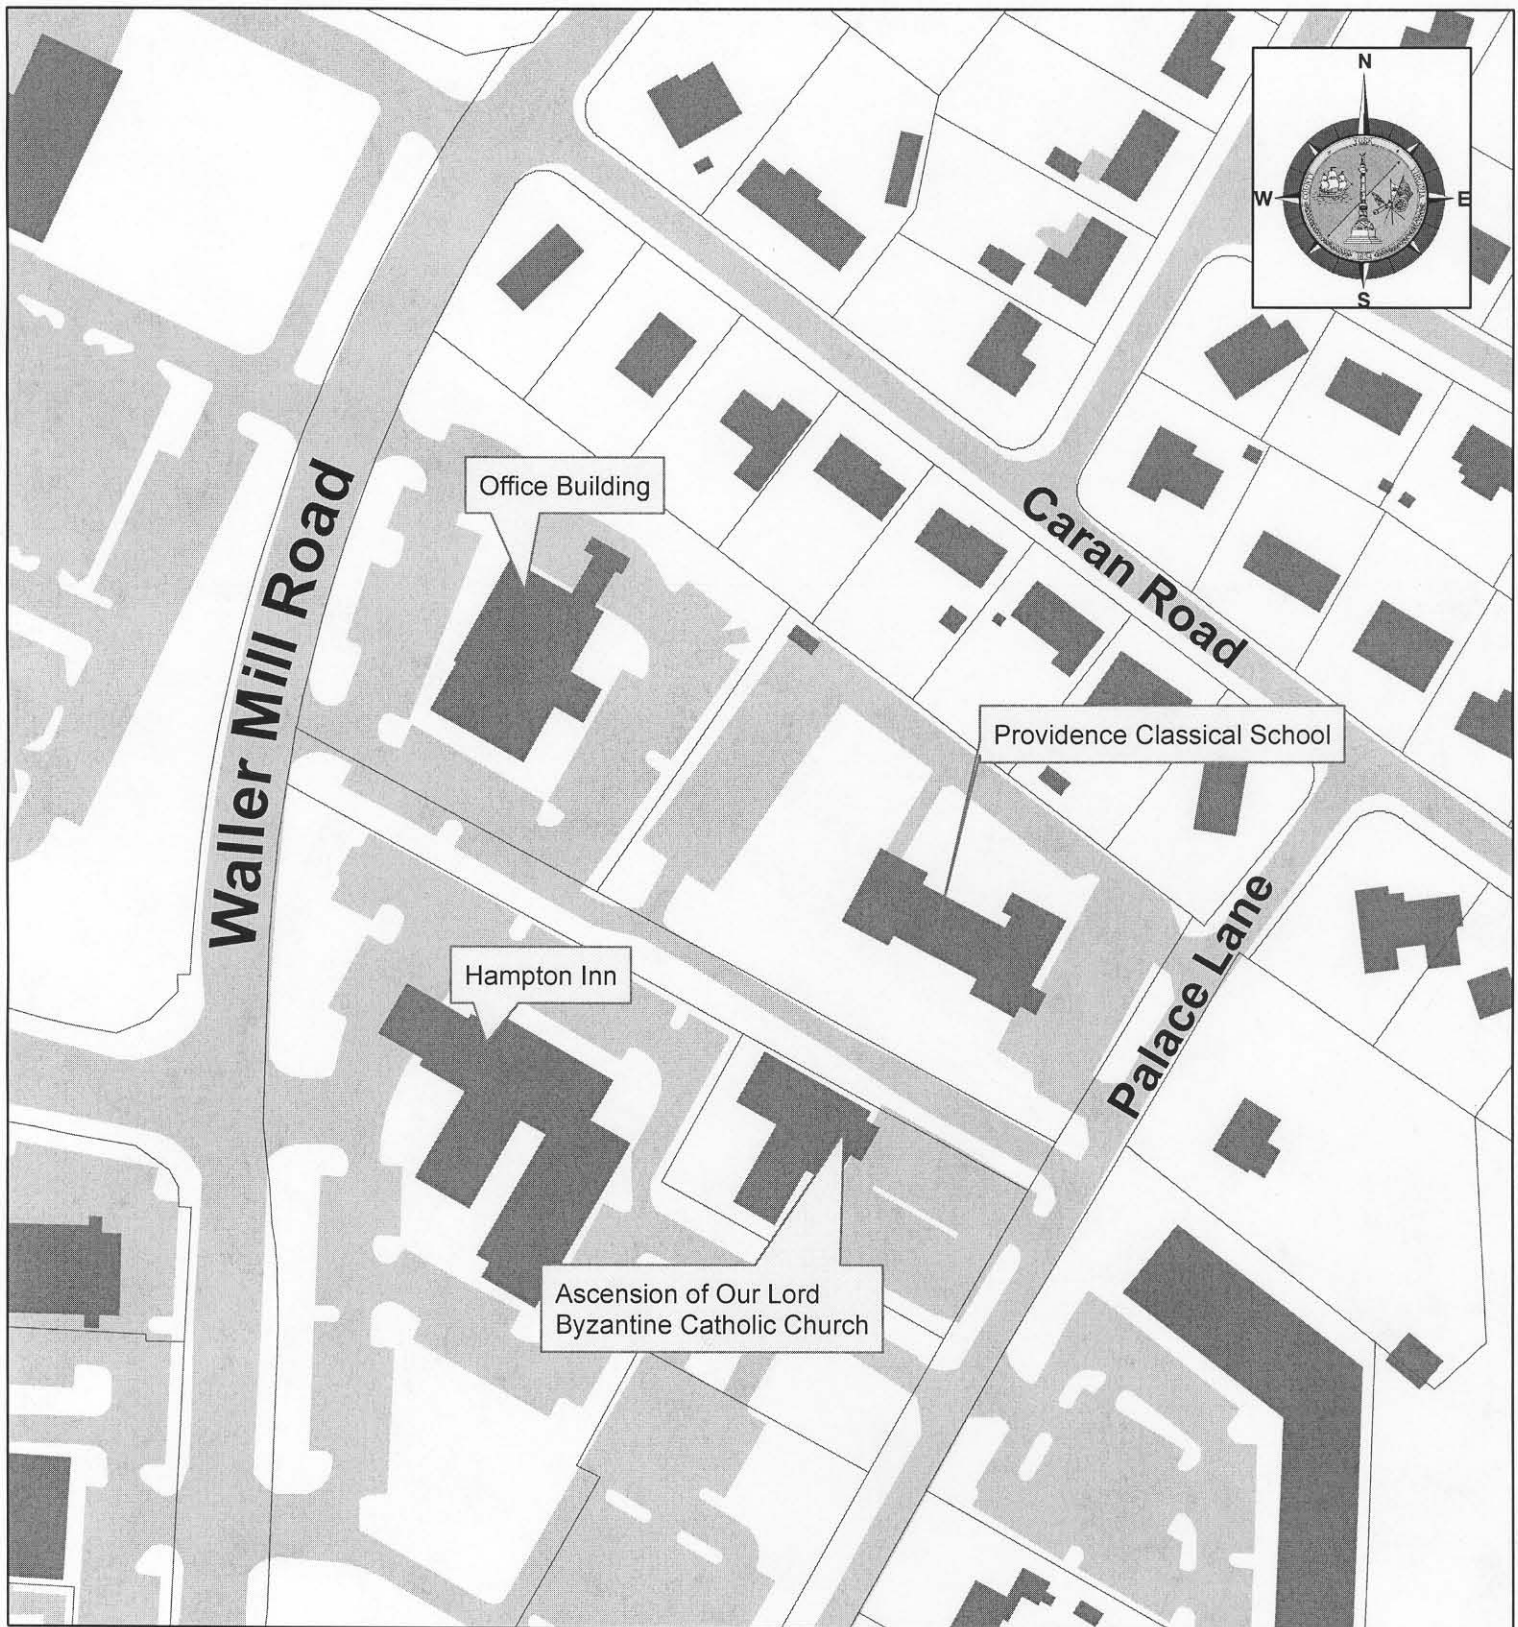 N
W
E
S
Office Building
Caran Road
Waller Mill Road
Providence Classical School
Palace Lane
Hampton Inn
Ascension of Our Lord
Byzantine Catholic Church